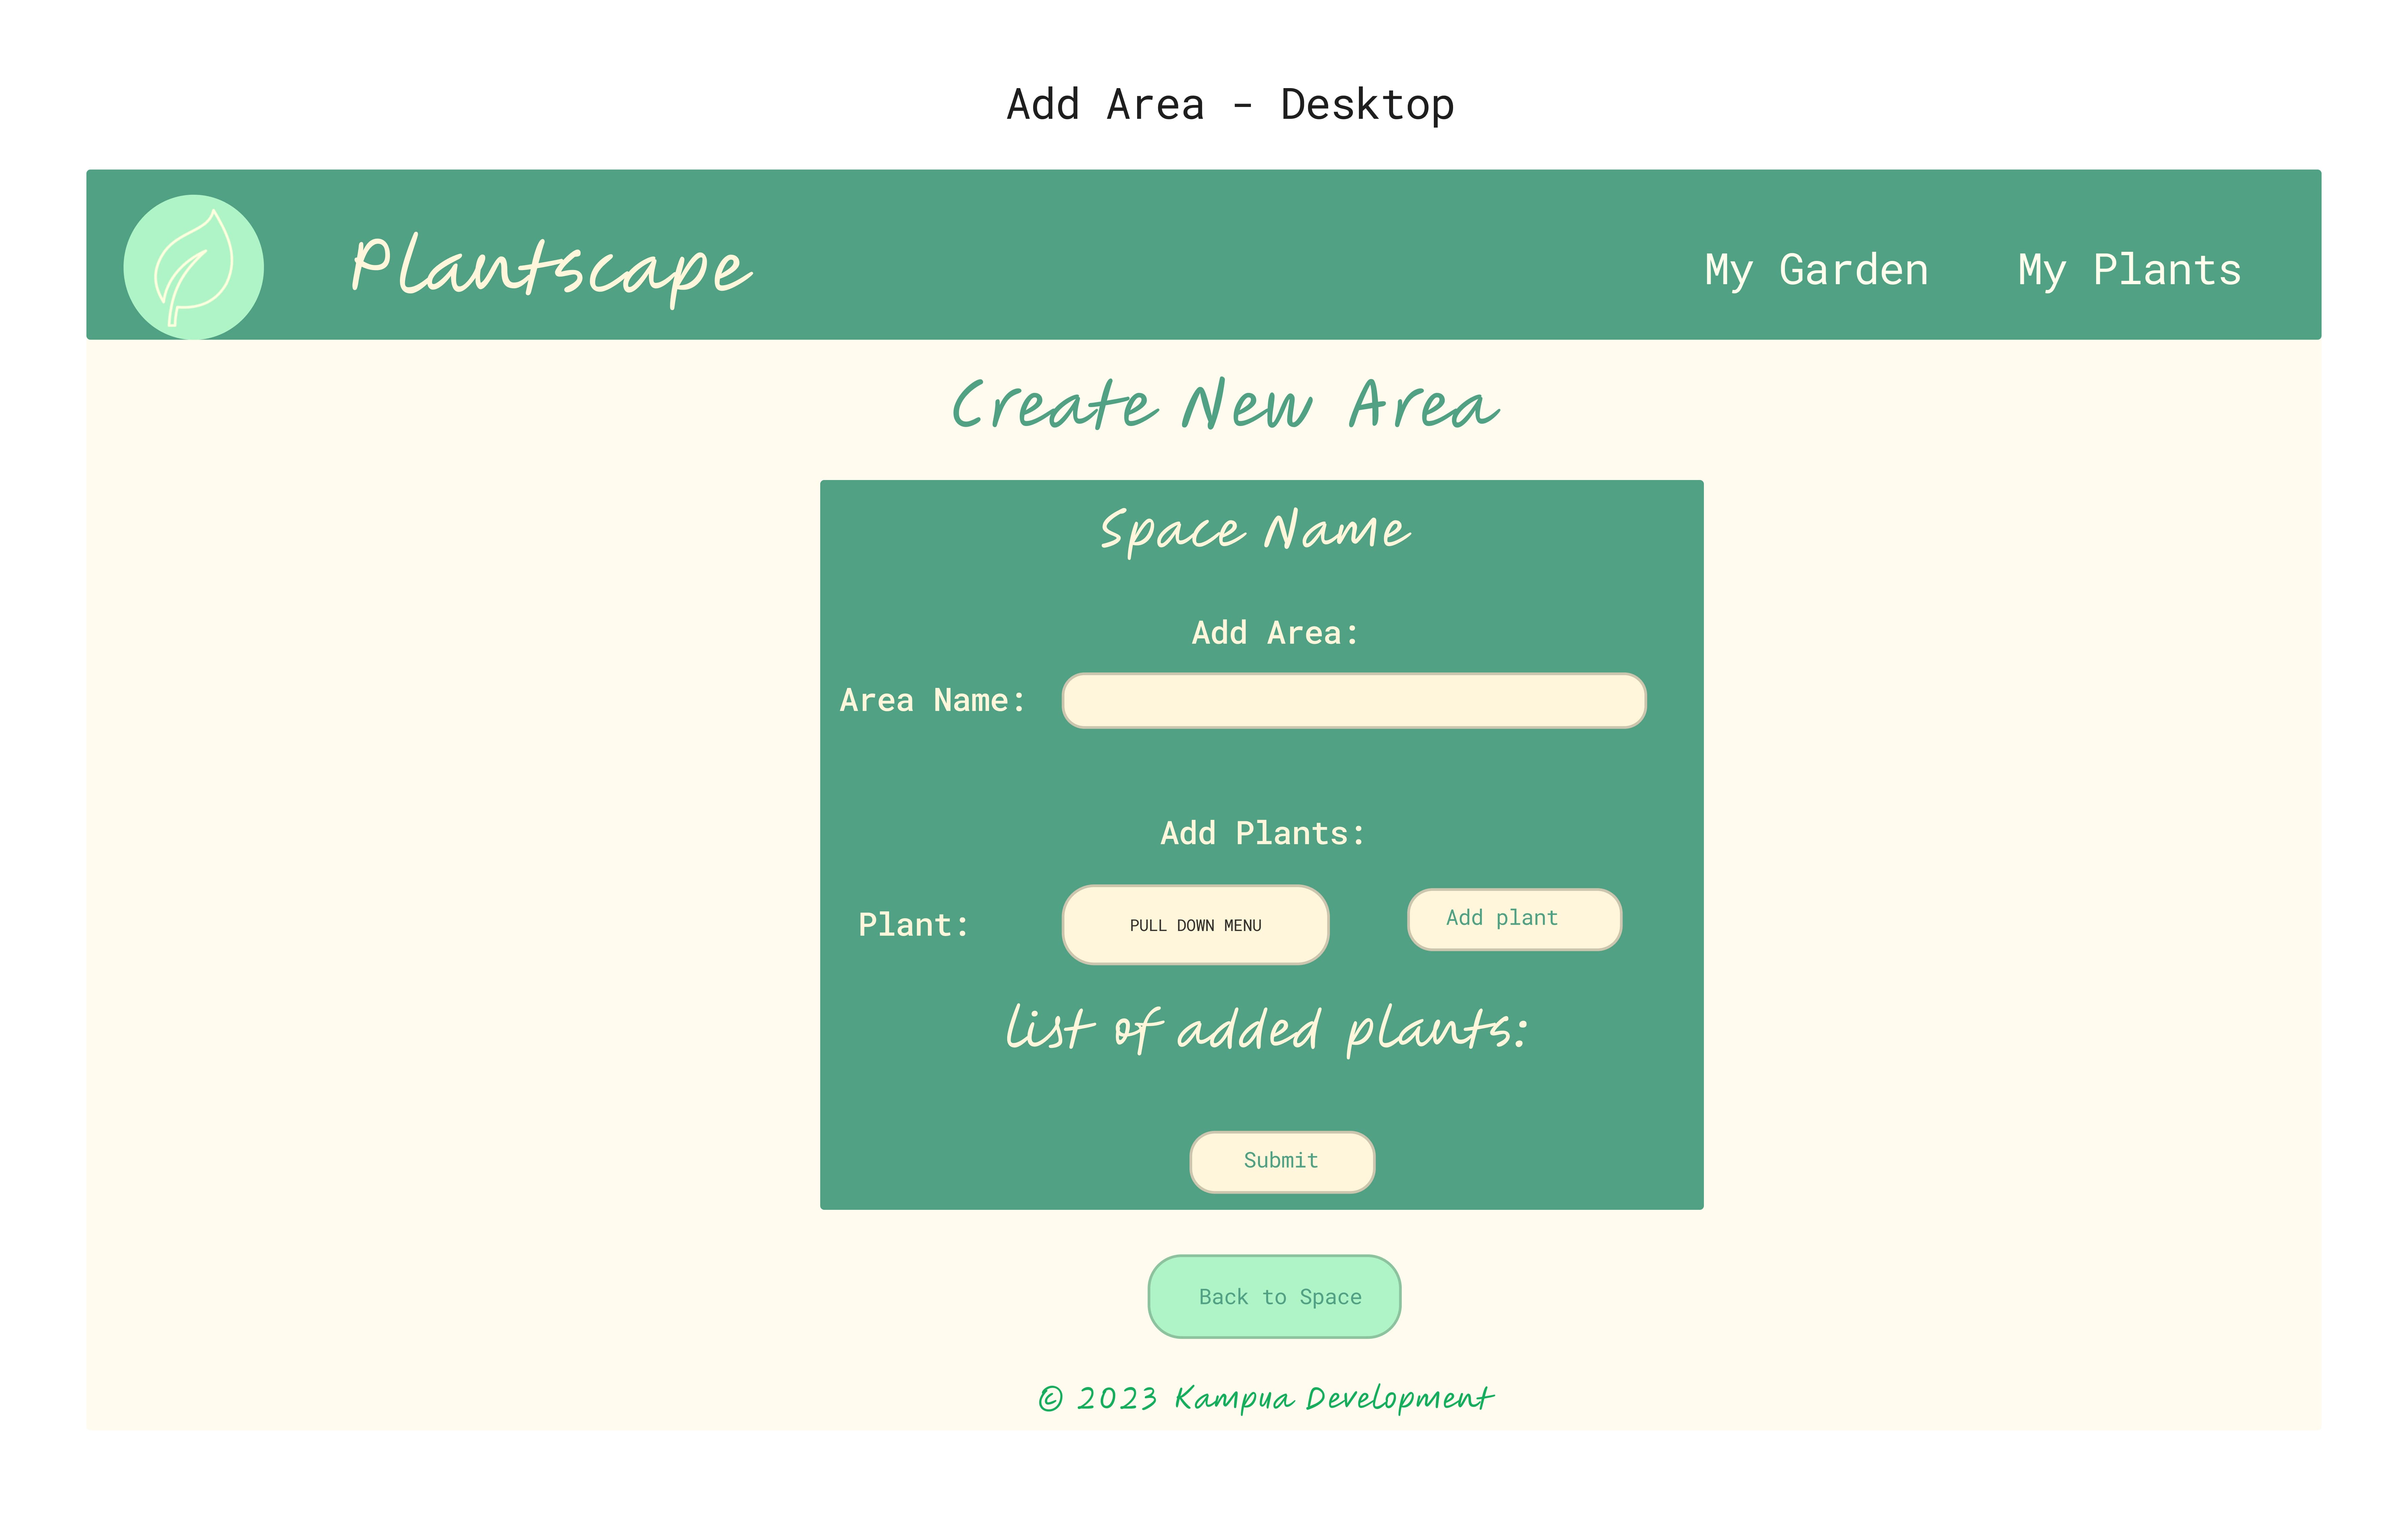 Add Area - Desktop
Plantscape
My Garden
My Plants
Create New Area
Space Name
Add Area:
Area Name:
Add Plants:
Plant:
PULL DOWN MENU
Add plant
list of added plants:
Submit
Back to Space
© 2023 Kampua Development